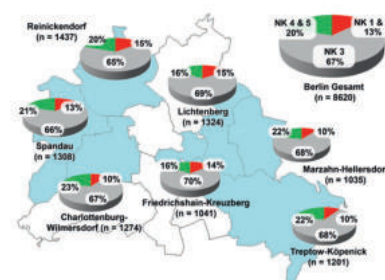 Reinickendorf
(n = 1437)
20%
15%
65%
NK 4 & 5
20%
NK 1 &
13%
NK 3
67%
Berlin Gesamt
(n = 8620)
16%
15%
69%
Lichtenberg
(n = 1324)
21%
13%
66%
Spandau
(n = 1308)
22%
10%
68%
Marzahn-Hellersdorf
(n = 1035)
23%
10%
67%
Charlottenburg-
Wilmersdorf
(n = 1274)
16%
14%
70%
Friedrichshain-Kreuzberg
(n = 1041)
22%
10%
68%
Treptow-Köpenick
(n = 1201)